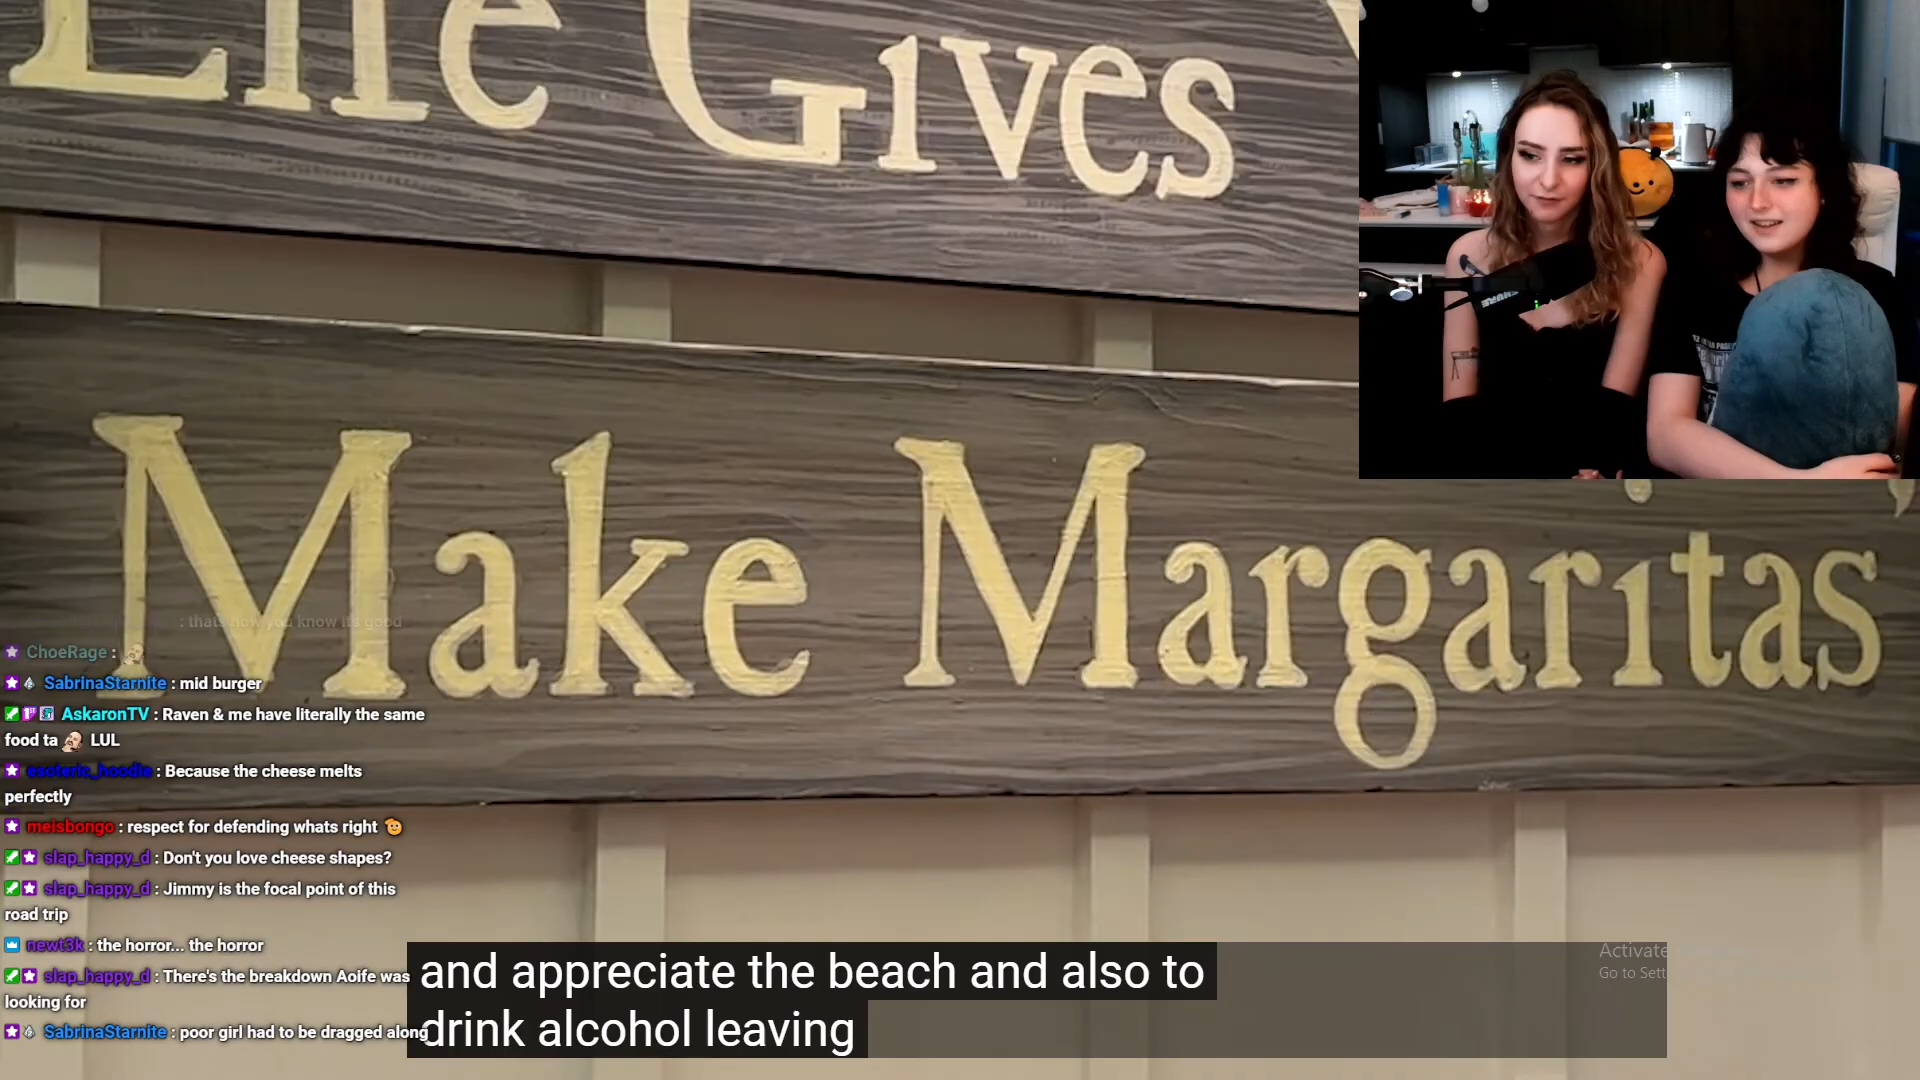 Life Gives
Make Margaritas
SHURE
: thats how you know its good
ChoeRage :
SabrinaStarnite : mid burger
AskaronTV : Raven & me have literally the same
food ta LUL
esoteric_hoodie : Because the cheese melts
perfectly
meisbongo : respect for defending whats right
slap_happy_d : Don't you love cheese shapes?
slap_happy_d : Jimmy is the focal point of this
road trip
newt3k : the horror... the horror
slap_happy_d : There's the breakdown Aoife was
looking for
SabrinaStarnite : poor girl had to be dragged along
and appreciate the beach and also to
drink alcohol leaving
Activate
Go to Sett